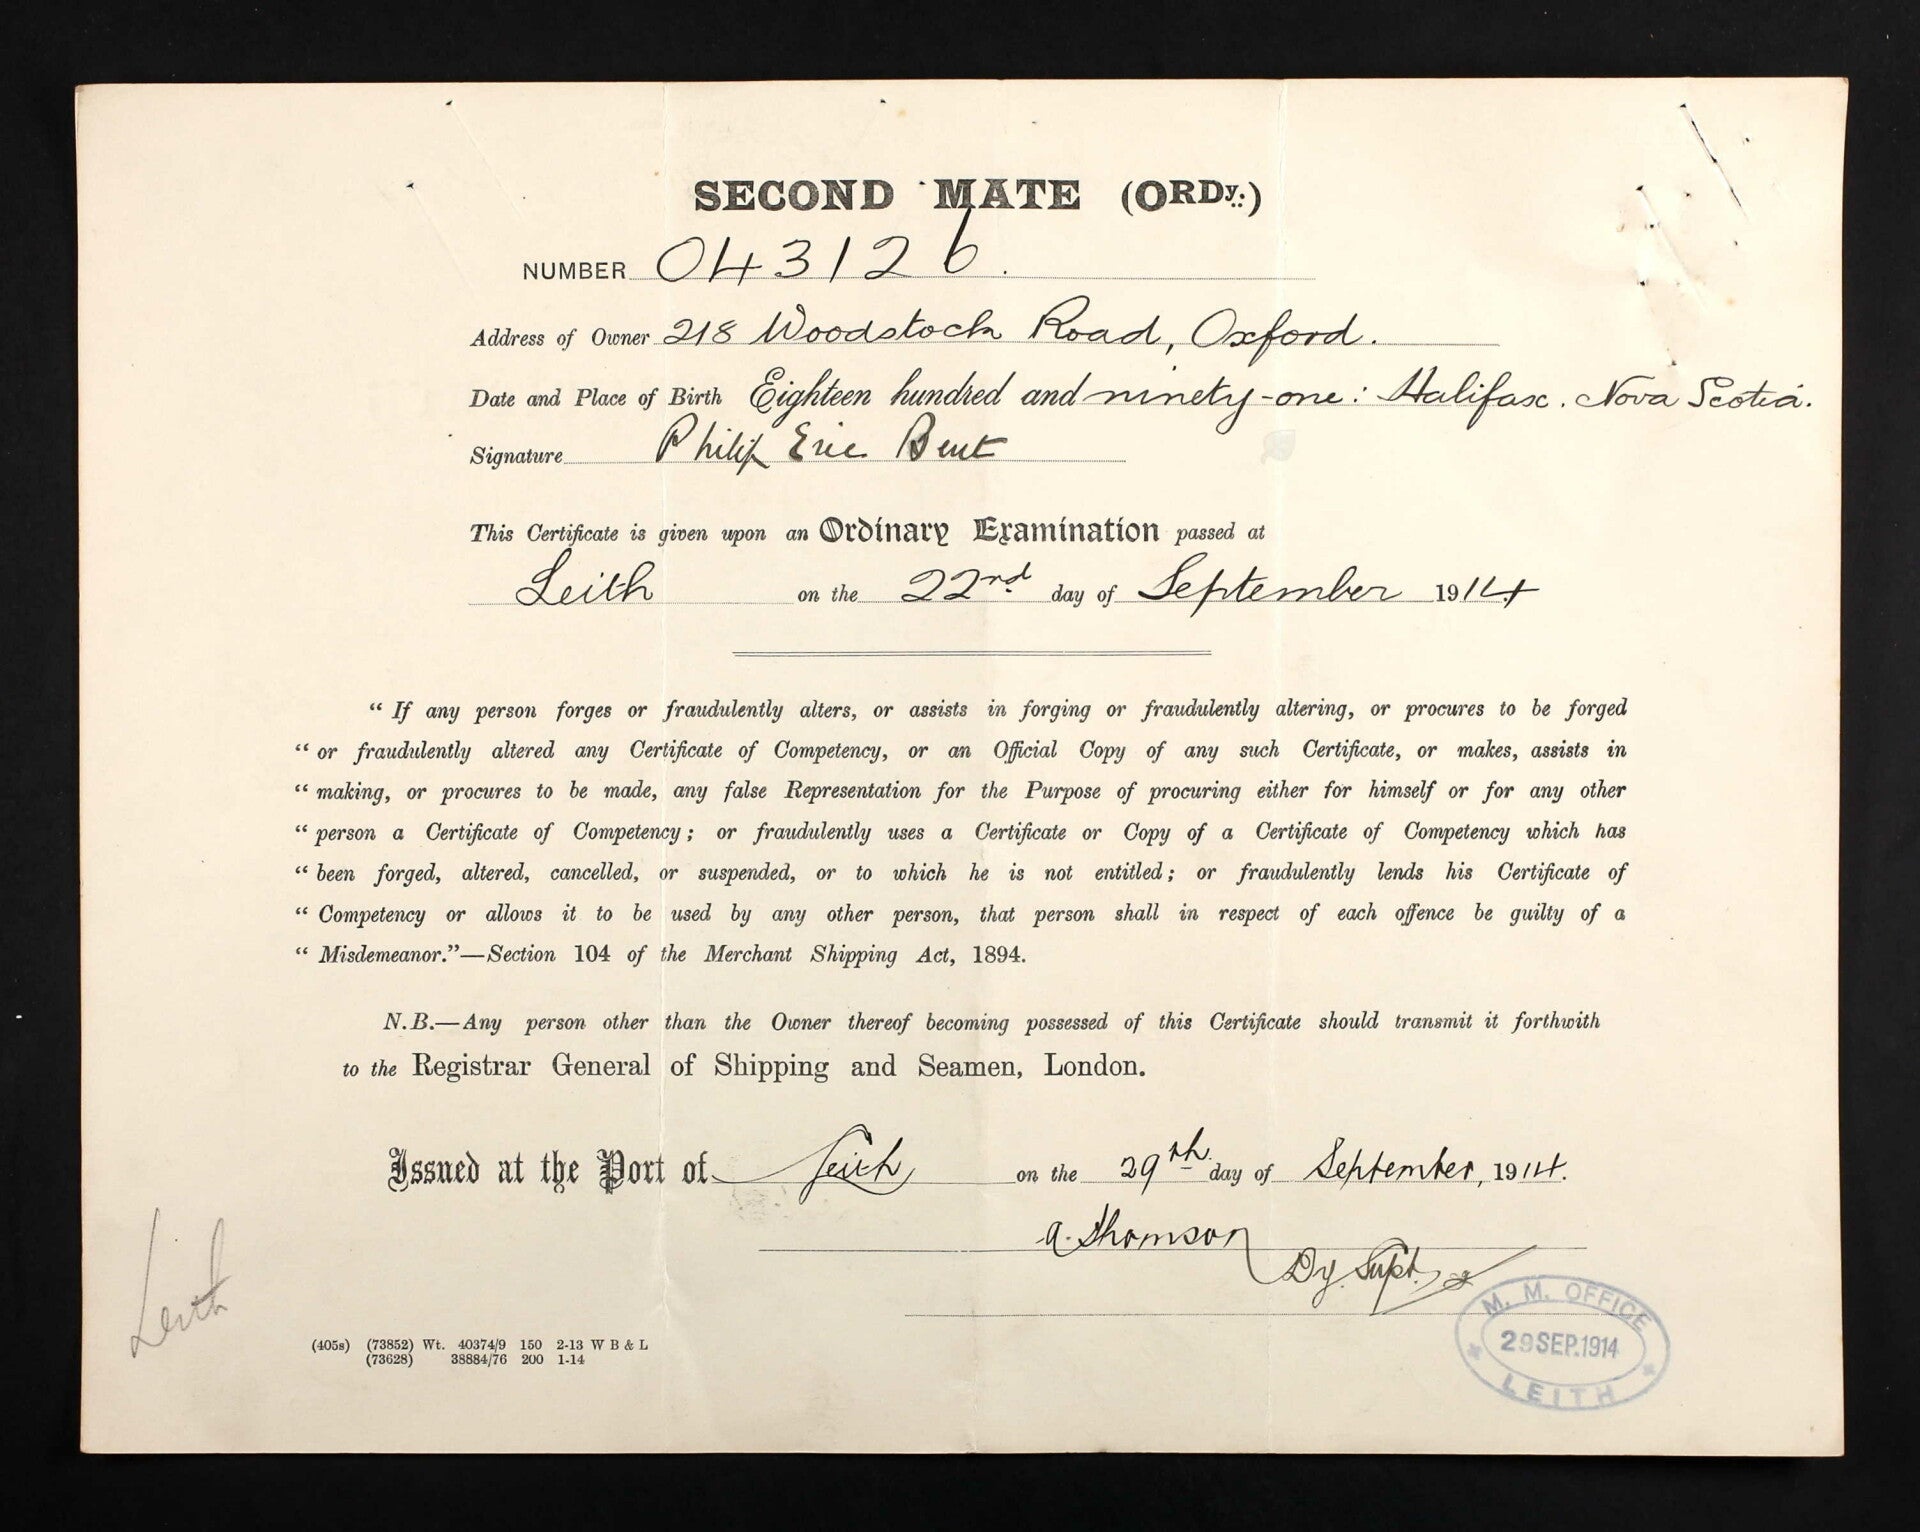 SECOND MATE (ORDy.:)
NUMBER 043126.
Address of Owner 218 Woodstock Road, Oxford.
Date and Place of Birth Eighteen hundred and ninety-one: Halifax. Nova Scotia.
Signature Philip Eric Bent
This Certificate is given upon an Ordinary Examination passed at
Leith on the 22nd day of September 1914
“ If any person forges or fraudulently alters, or assists in forging or fraudulently altering, or procures to be forged
“ or fraudulently altered any Certificate of Competency, or an Official Copy of any such Certificate, or makes, assists in
“ making, or procures to be made, any false Representation for the Purpose of procuring either for himself or for any other
“ person a Certificate of Competency; or fraudulently uses a Certificate or Copy of a Certificate of Competency which has
“ been forged, altered, cancelled, or suspended, or to which he is not entitled; or fraudulently lends his Certificate of
“ Competency or allows it to be used by any other person, that person shall in respect of each offence be guilty of a
“ Misdemeanor.”—Section 104 of the Merchant Shipping Act, 1894.
N.B.—Any person other than the Owner thereof becoming possessed of this Certificate should transmit it forthwith
to the Registrar General of Shipping and Seamen, London.
Issued at the Port of Leith on the 29th day of September, 1914.
A. Thomson
Dy. Supt.
Leith
M. M. OFFICE
29 SEP. 1914
LEITH
(405s) (73852) Wt. 40374/9 150 2-13 W B & L
(73628) 38884/76 200 1-14